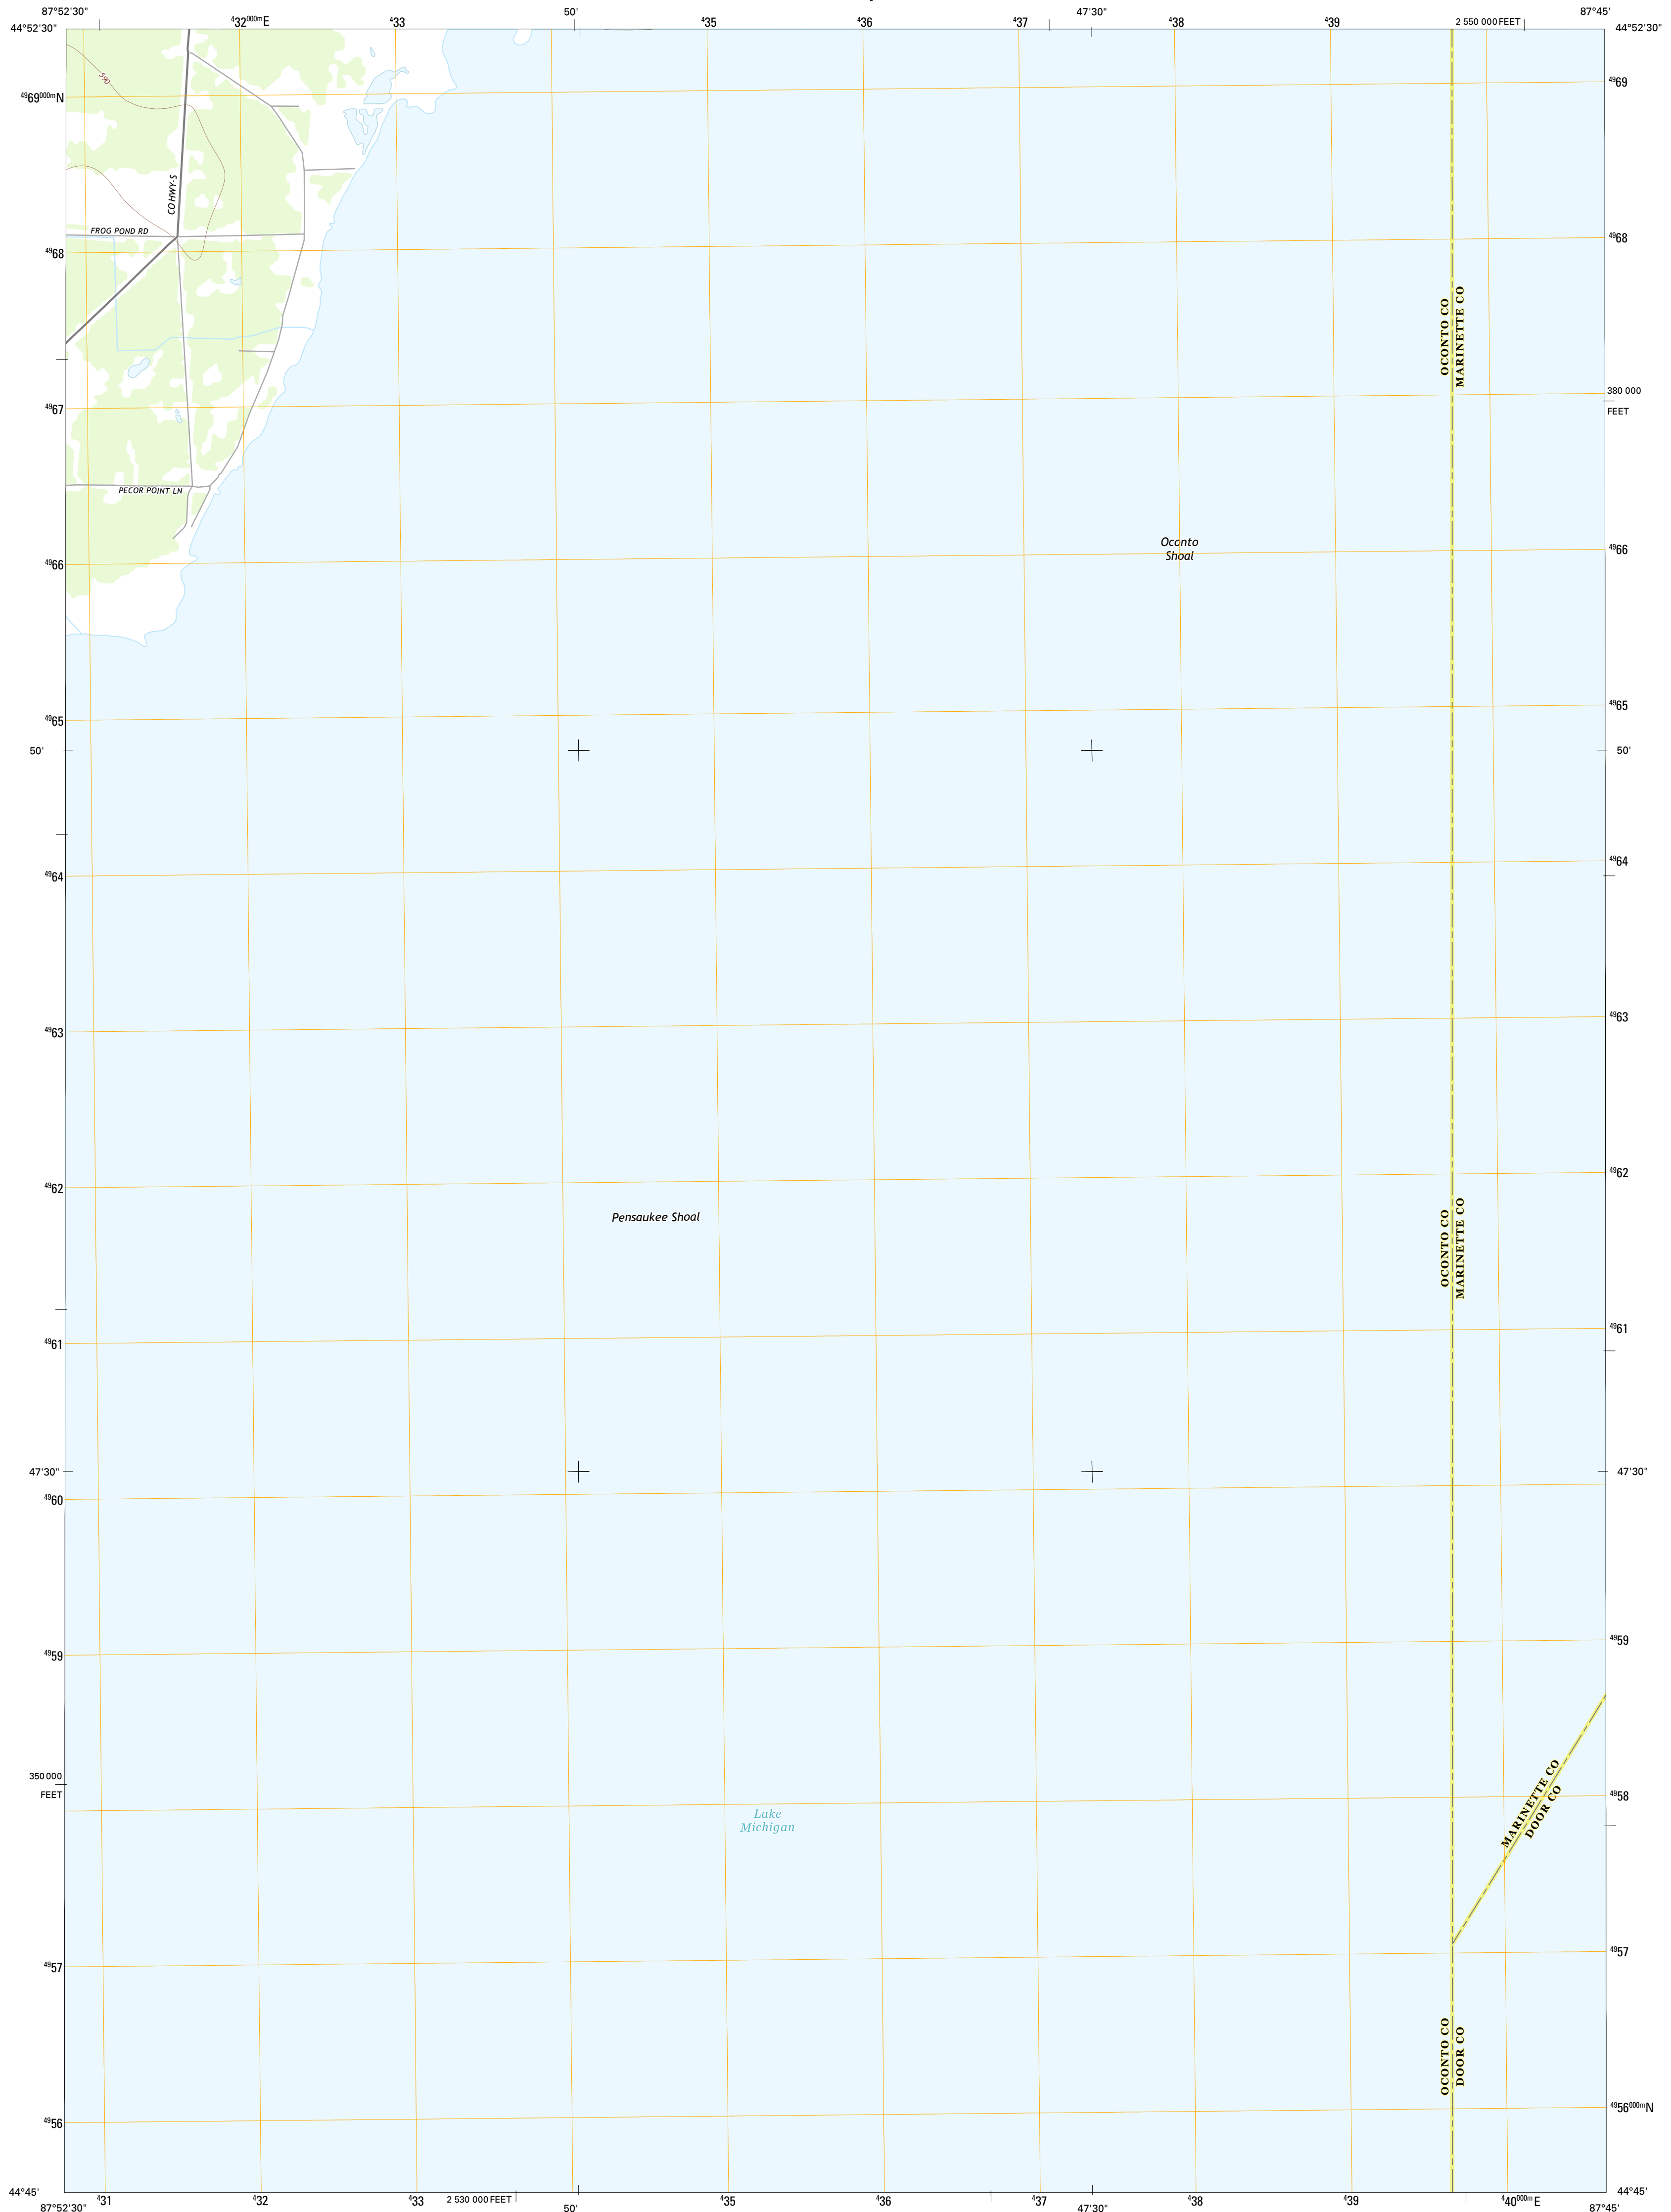 87°52'30" 50' 47'30" 87°45'
44°52'30" ⁴32⁰⁰⁰ᵐE ⁴33 ⁴35 ⁴36 ⁴37 ⁴38 ⁴39 2 550 000 FEET 44°52'30"
590
⁴⁹69⁰⁰⁰ᵐN ⁴⁹69
CO HWY-S
FROG POND RD
⁴⁹68 ⁴⁹68
OCONTO CO
MARINETTE CO
380 000
FEET
⁴⁹67
PECOR POINT LN
Oconto
Shoal
⁴⁹66 ⁴⁹66
⁴⁹65 ⁴⁹65
50' 50'
⁴⁹64 ⁴⁹64
⁴⁹63 ⁴⁹63
⁴⁹62 ⁴⁹62
Pensaukee Shoal
OCONTO CO
MARINETTE CO
⁴⁹61 ⁴⁹61
47'30" 47'30"
⁴⁹60
⁴⁹59 ⁴⁹59
350 000
FEET
⁴⁹58
MARINETTE CO
DOOR CO
Lake
Michigan
⁴⁹57 ⁴⁹57
OCONTO CO
DOOR CO
⁴⁹56 ⁴⁹56⁰⁰⁰ᵐN
44°45' ⁴31 ⁴32 ⁴33 2 530 000 FEET ⁴35 ⁴36 ⁴37 ⁴38 ⁴39 ⁴40⁰⁰⁰ᵐE 44°45'
87°52'30" 50' 47'30" 87°45'